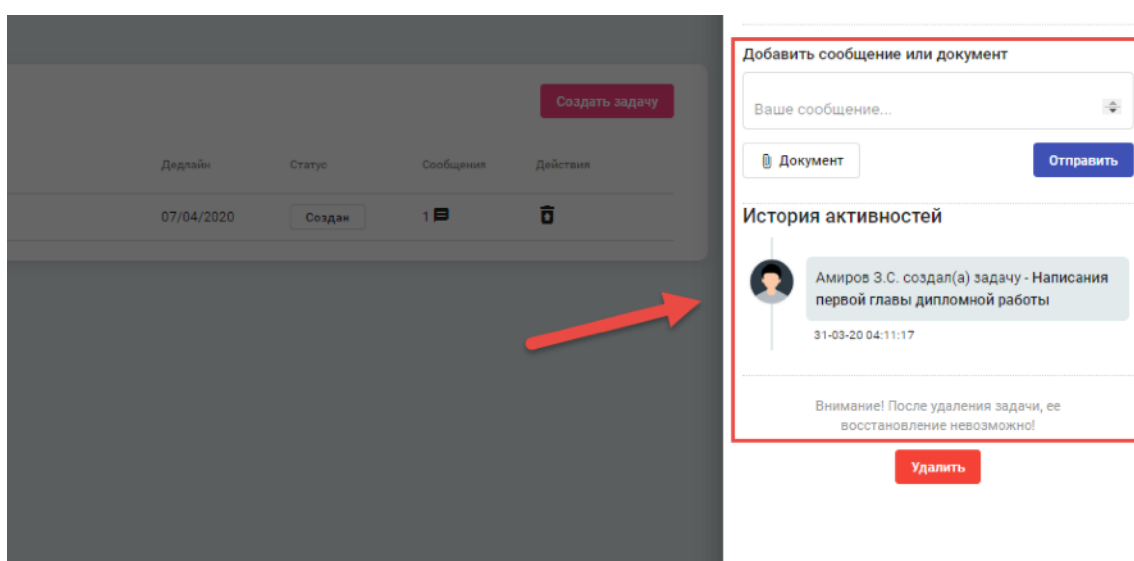 Создать задачу
Дедлайн Статус Сообщения Действия
07/04/2020 Создан 1
Добавить сообщение или документ
Ваше сообщение...
Документ Отправить
История активностей
Амиров З.С. создал(а) задачу - Написания
первой главы дипломной работы
31-03-20 04:11:17
Внимание! После удаления задачи, ее
восстановление невозможно!
Удалить